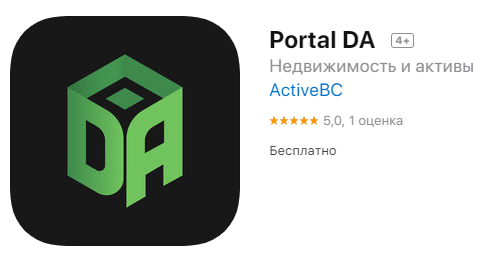 DA
Portal DA 4+
Недвижимость и активы
ActiveBC
★★★★★ 5,0, 1 оценка
Бесплатно